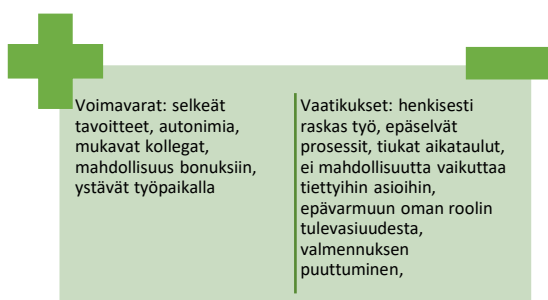 Voimavarat: selkeät
tavoitteet, autonimia,
mukavat kollegat,
mahdollisuus bonuksiin,
ystävät työpaikalla
Vaatikukset: henkisesti
raskas työ, epäselvät
prosessit, tiukat aikataulut,
ei mahdollisuutta vaikuttaa
tiettyihin asioihin,
epävarmuun oman roolin
tulevasiuudesta,
valmennuksen
puuttuminen,